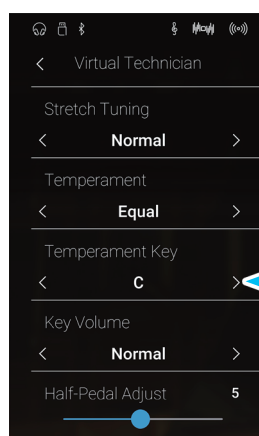 Virtual Technician
Stretch Tuning
Normal
Temperament
Equal
Temperament Key
C
Key Volume
Normal
Half-Pedal Adjust 5